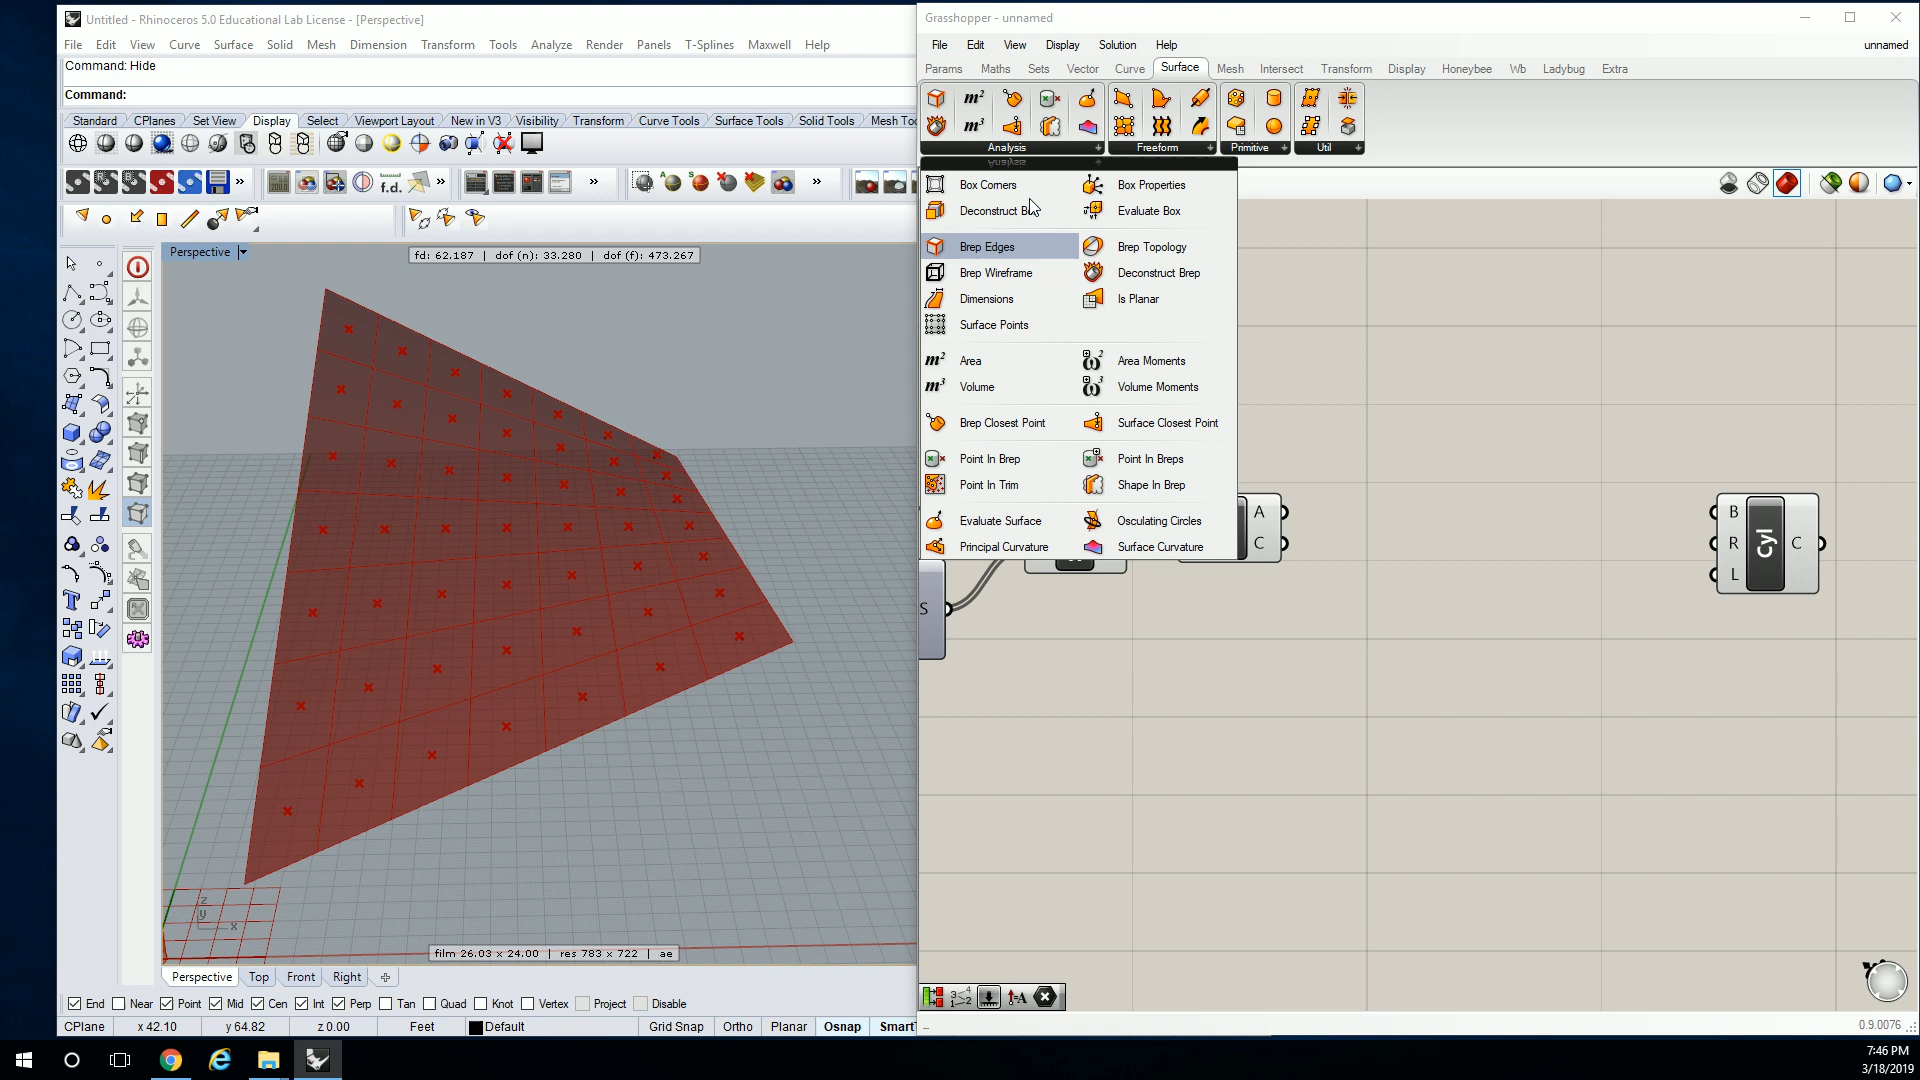 Untitled - Rhinoceros 5.0 Educational Lab License - [Perspective]
File Edit View Curve Surface Solid Mesh Dimension Transform Tools Analyze Render Panels T-Splines Maxwell Help
Command: Hide
Command:
Standard CPlanes Set View Display Select Viewport Layout New in V3 Visibility Transform Curve Tools Surface Tools Solid Tools Mesh Too
f.d.
Perspective
fd: 62.187 | dof (n): 33.280 | dof (f): 473.267
z
y
x
film 26.03 x 24.00 | res 783 x 722 | ae
Perspective Top Front Right
End Near Point Mid Cen Int Perp Tan Quad Knot Vertex Project Disable
CPlane x 42.10 y 64.82 z 0.00 Feet Default Grid Snap Ortho Planar Osnap SmartT
Grasshopper - unnamed
File Edit View Display Solution Help unnamed
Params Maths Sets Vector Curve Surface Mesh Intersect Transform Display Honeybee Wb Ladybug Extra
m²
m³
Analysis Freeform Primitive Util
Analysis
Box Corners Box Properties
Deconstruct Evaluate Box
Brep Edges Brep Topology
Brep Wireframe Deconstruct Brep
Dimensions Is Planar
Surface Points
m² Area Area Moments
m³ Volume Volume Moments
Brep Closest Point Surface Closest Point
Point In Brep Point In Breps
Point In Trim Shape In Brep
Evaluate Surface Osculating Circles
Principal Curvature Surface Curvature
A
C
S
B
R Cyl C
L
0.9.0076
7:46 PM
3/18/2019